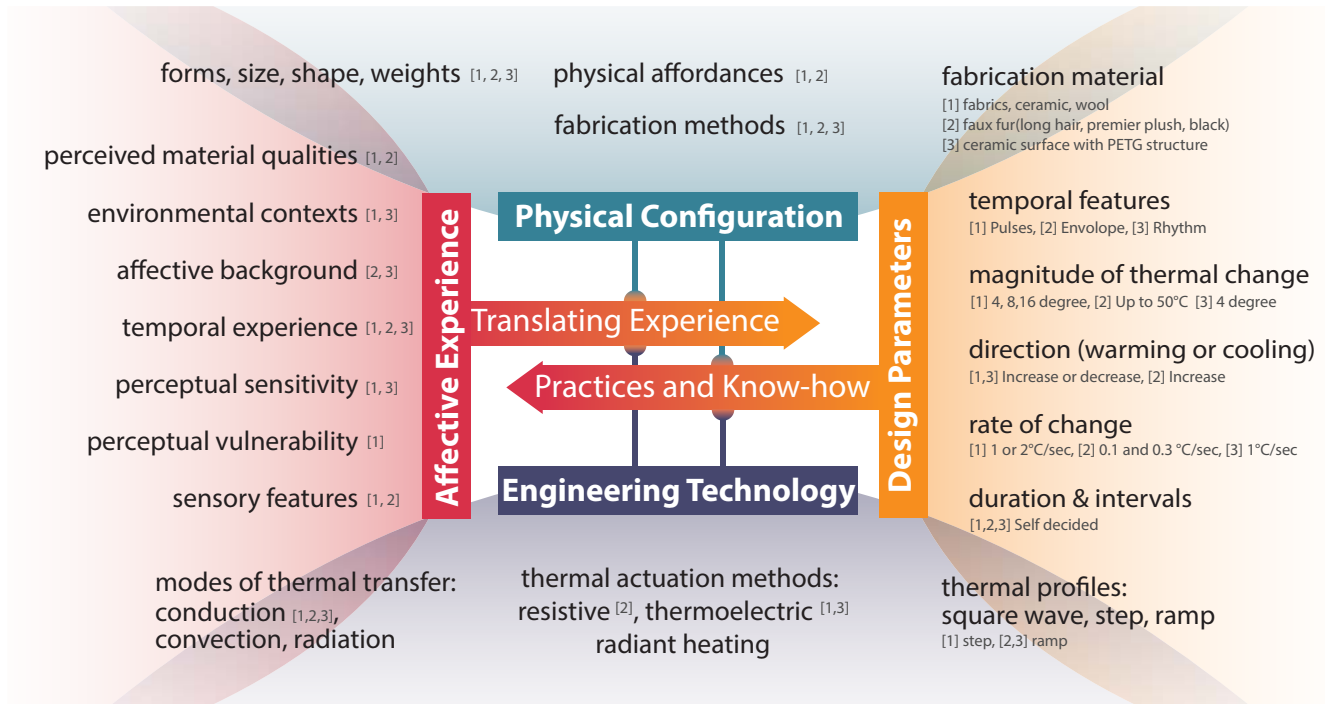 forms, size, shape, weights [1, 2, 3]
physical affordances [1, 2]
fabrication methods [1, 2, 3]
fabrication material
[1] fabrics, ceramic, wool
[2] faux fur(long hair, premier plush, black)
[3] ceramic surface with PETG structure
perceived material qualities [1, 2]
environmental contexts [1, 3]
affective background [2, 3]
temporal experience [1, 2, 3]
perceptual sensitivity [1, 3]
perceptual vulnerability [1]
sensory features [1, 2]
Affective Experience
Physical Configuration
Translating Experience
Practices and Know-how
Engineering Technology
Design Parameters
temporal features
[1] Pulses, [2] Envolope, [3] Rhythm
magnitude of thermal change
[1] 4, 8,16 degree, [2] Up to 50°C [3] 4 degree
direction (warming or cooling)
[1,3] Increase or decrease, [2] Increase
rate of change
[1] 1 or 2°C/sec, [2] 0.1 and 0.3 °C/sec, [3] 1°C/sec
duration & intervals
[1,2,3] Self decided
modes of thermal transfer:
conduction [1,2,3],
convection, radiation
thermal actuation methods:
resistive [2], thermoelectric [1,3]
radiant heating
thermal profiles:
square wave, step, ramp
[1] step, [2,3] ramp